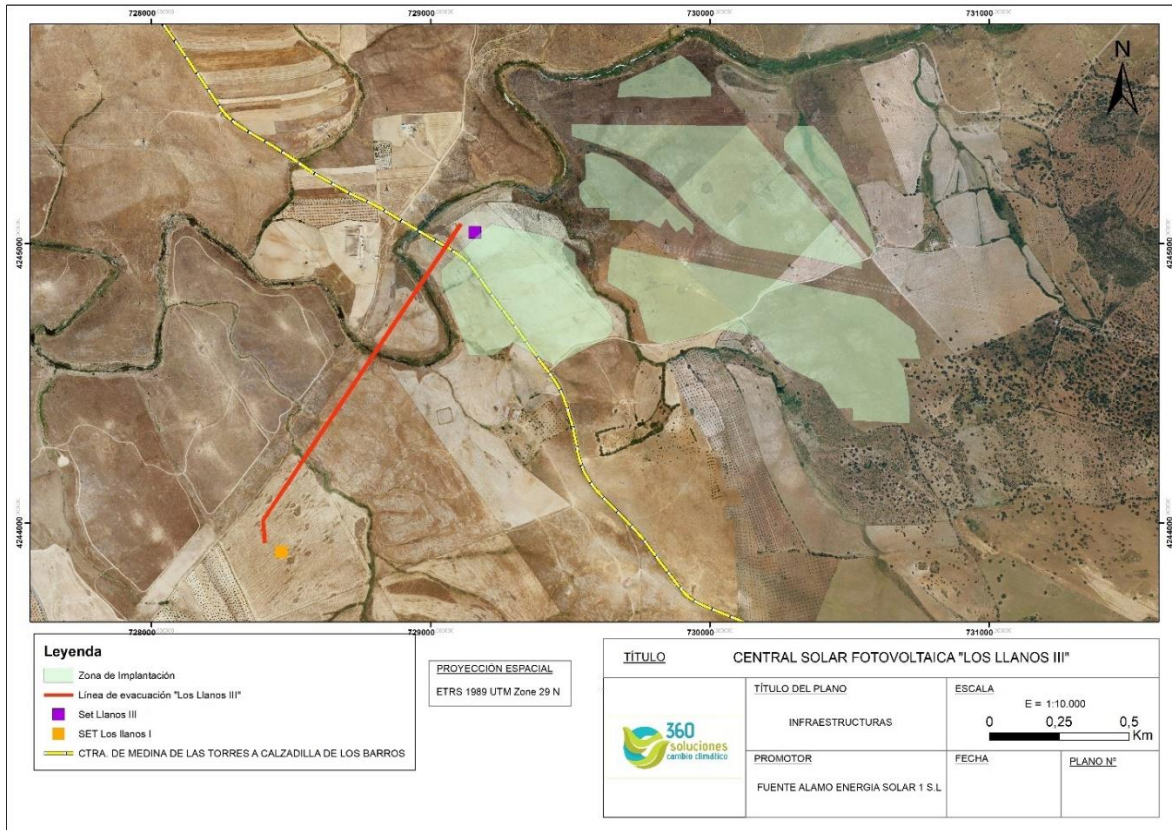 728000 729000 730000 731000
N
4245000 4245000
4244000 4244000
728000 729000 730000 731000
Leyenda
Zona de Implantación
Línea de evacuación "Los Llanos III"
Set Llanos III
SET Los llanos I
CTRA. DE MEDINA DE LAS TORRES A CALZADILLA DE LOS BARROS
PROYECCIÓN ESPACIAL
ETRS 1989 UTM Zone 29 N
TÍTULO CENTRAL SOLAR FOTOVOLTAICA "LOS LLANOS III"
360
soluciones
cambio climático
TÍTULO DEL PLANO
INFRAESTRUCTURAS
ESCALA
E = 1:10.000
0 0,25 0,5
Km
PROMOTOR
FUENTE ALAMO ENERGIA SOLAR 1 S.L
FECHA
PLANO Nº